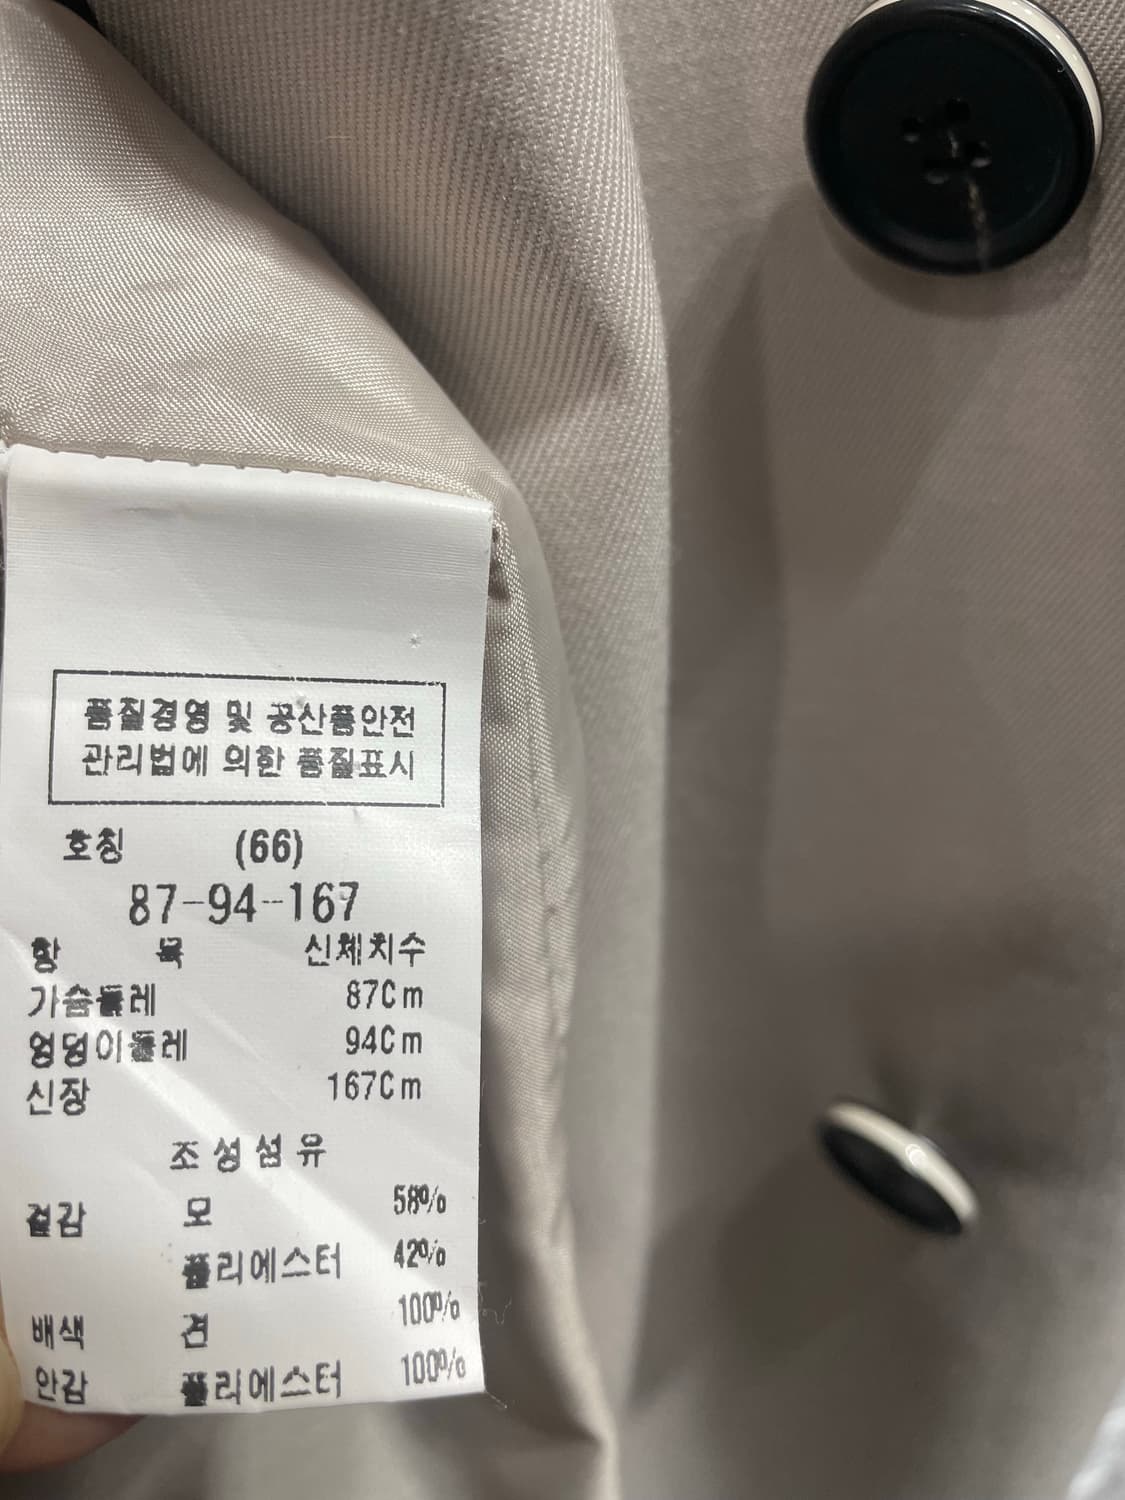 품질경영 및 공산품안전
관리법에 의한 품질표시
호칭 (66)
87-94-167
항 목 신체치수
가슴둘레 87Cm
엉덩이둘레 94Cm
신장 167Cm
조성섬유
겉감 모 58%
폴리에스터 42%
배색 견 100%
안감 폴리에스터 100%